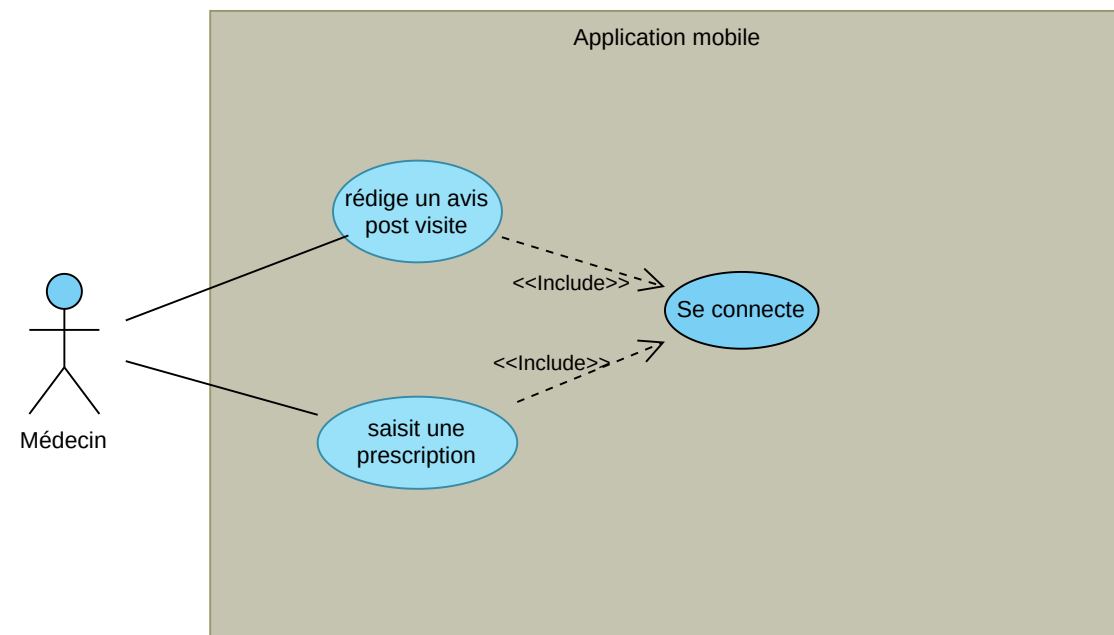 Application mobile
rédige un avis
post visite
<<Include>>
Se connecte
<<Include>>
saisit une
prescription
Médecin